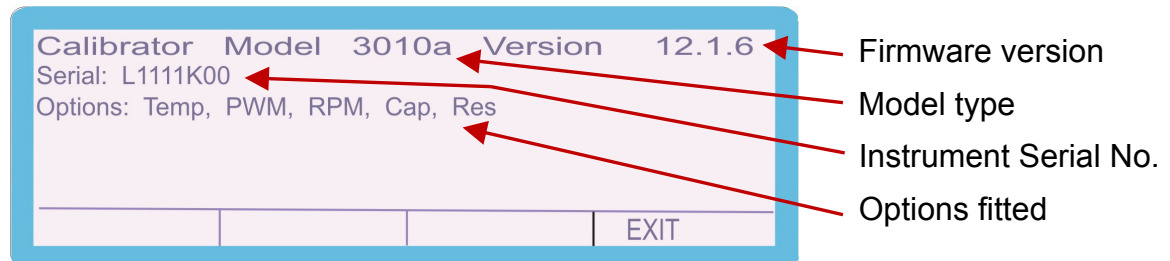 Calibrator Model 3010a Version 12.1.6
Serial: L1111K00
Options: Temp, PWM, RPM, Cap, Res
EXIT
Firmware version
Model type
Instrument Serial No.
Options fitted